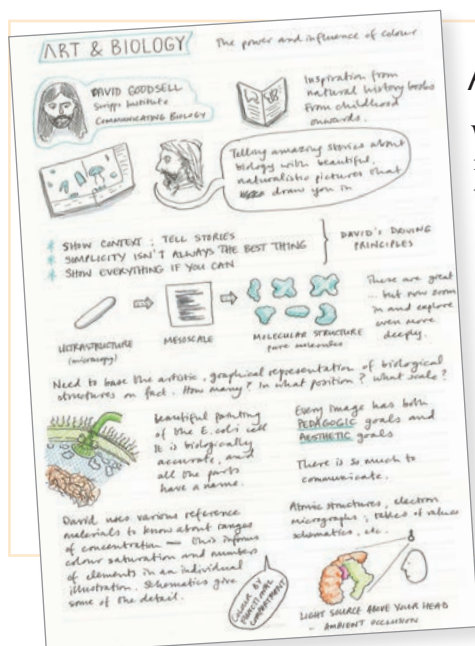 ART & BIOLOGY
The power and influence of colour
DAVID GOODSELL
Scripps Institute
COMMUNICATING BIOLOGY
Inspiration from
natural history books
from childhood
onwards.
Telling amazing stories about
biology with beautiful,
naturalistic pictures that
draw you in
SHOW CONTEXT; TELL STORIES
SIMPLICITY ISN'T ALWAYS THE BEST THING
SHOW EVERYTHING IF YOU CAN
DAVID'S DRIVING
PRINCIPLES
ULTRASTRUCTURE
(microscopy)
MESOSCALE
MOLECULAR STRUCTURE
pure molecules
These are great
... but now zoom
in and explore
even more
deeply.
Need to base the artistic, graphical representation of biological
structures on fact. How many? In what position? What scale?
Beautiful painting
of the E. coli cell
It is biologically
accurate, and
all the parts
have a name.
Every image has both
PEDAGOGIC goals and
AESTHETIC goals
There is so much to
communicate.
David uses various reference
materials to know about ranges
of concentration — this informs
colour saturation and numbers
of elements in an individual
illustration. Schematics give
some of the detail.
Atomic structures, electron
micrographs, tables of values
schematics, etc.
COLOUR BY
FUNCTIONAL
COMPARTMENT
LIGHT SOURCE ABOVE YOUR HEAD
- AMBIENT OCCLUSION